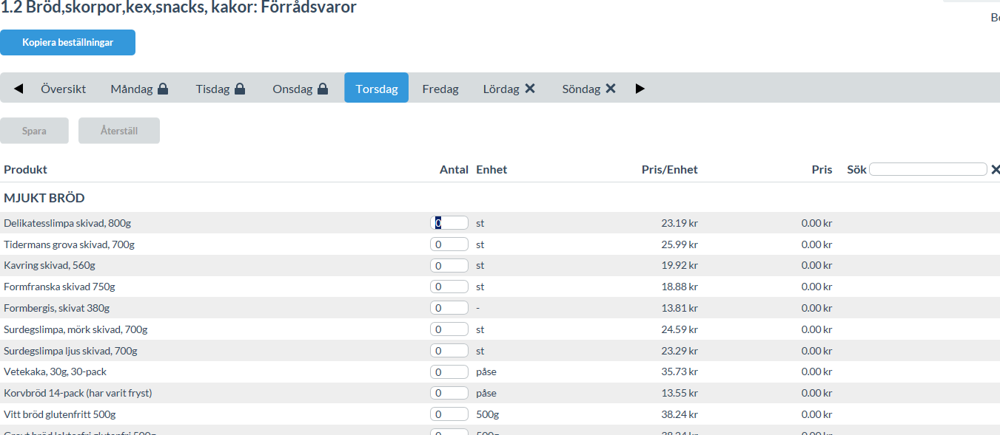 1.2 Bröd,skorpor,kex,snacks, kakor: Förrådsvaror
Kopiera beställningar
Översikt Måndag Tisdag Onsdag Torsdag Fredag Lördag Söndag
Spara Återställ
Produkt Antal Enhet Pris/Enhet Pris Sök
MJUKT BRÖD
Delikatesslimpa skivad, 800g 0 st 23.19 kr 0.00 kr
Tidermans grova skivad, 700g 0 st 25.99 kr 0.00 kr
Kavring skivad, 560g 0 st 19.92 kr 0.00 kr
Formfranska skivad 750g 0 st 18.88 kr 0.00 kr
Formbergis, skivat 380g 0 - 13.81 kr 0.00 kr
Surdegslimpa, mörk skivad, 700g 0 st 24.59 kr 0.00 kr
Surdegslimpa ljus skivad, 700g 0 st 23.29 kr 0.00 kr
Vetekaka, 30g, 30-pack 0 påse 35.73 kr 0.00 kr
Korvbröd 14-pack (har varit fryst) 0 påse 13.55 kr 0.00 kr
Vitt bröd glutenfritt 500g 0 500g 38.24 kr 0.00 kr